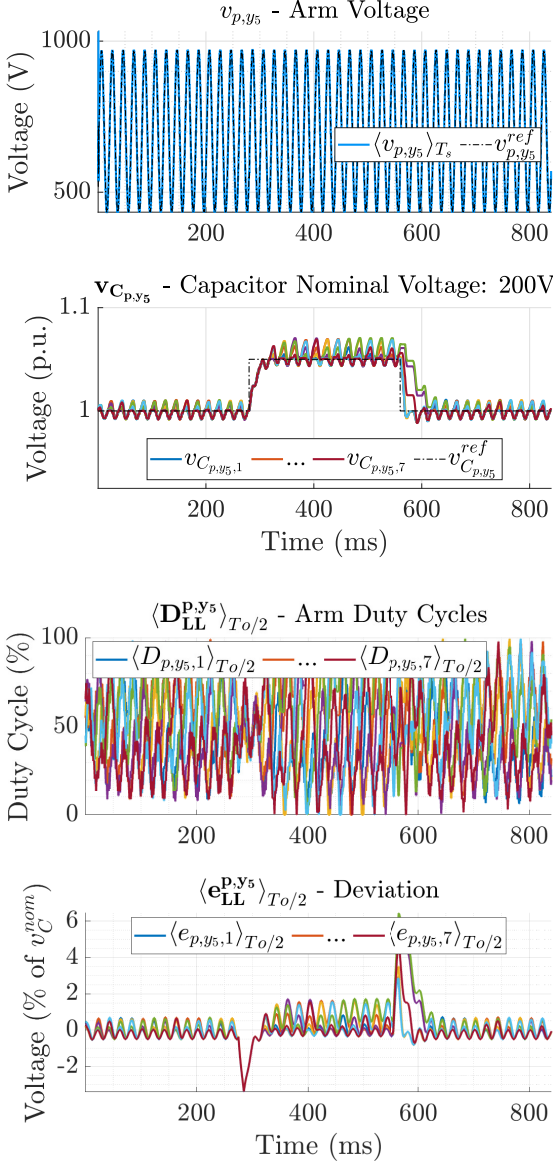 v_{p,y_5} - Arm Voltage
1000
500
Voltage (V)
⟨v_{p,y_5}⟩_{T_s} v_{p,y_5}^{ref}
200 400 600 800
v_{C_{p,y_5}} - Capacitor Nominal Voltage: 200V
1.1
1
Voltage (p.u.)
v_{C_{p,y_5,1}} ... v_{C_{p,y_5,7}} v_{C_{p,y_5}}^{ref}
200 400 600 800
Time (ms)
⟨D_{LL}^{p,y_5}⟩_{To/2} - Arm Duty Cycles
100
50
0
Duty Cycle (%)
⟨D_{p,y_5,1}⟩_{To/2} ... ⟨D_{p,y_5,7}⟩_{To/2}
200 400 600 800
⟨e_{LL}^{p,y_5}⟩_{To/2} - Deviation
6
4
2
0
-2
Voltage (% of v_C^{nom})
⟨e_{p,y_5,1}⟩_{To/2} ... ⟨e_{p,y_5,7}⟩_{To/2}
200 400 600 800
Time (ms)